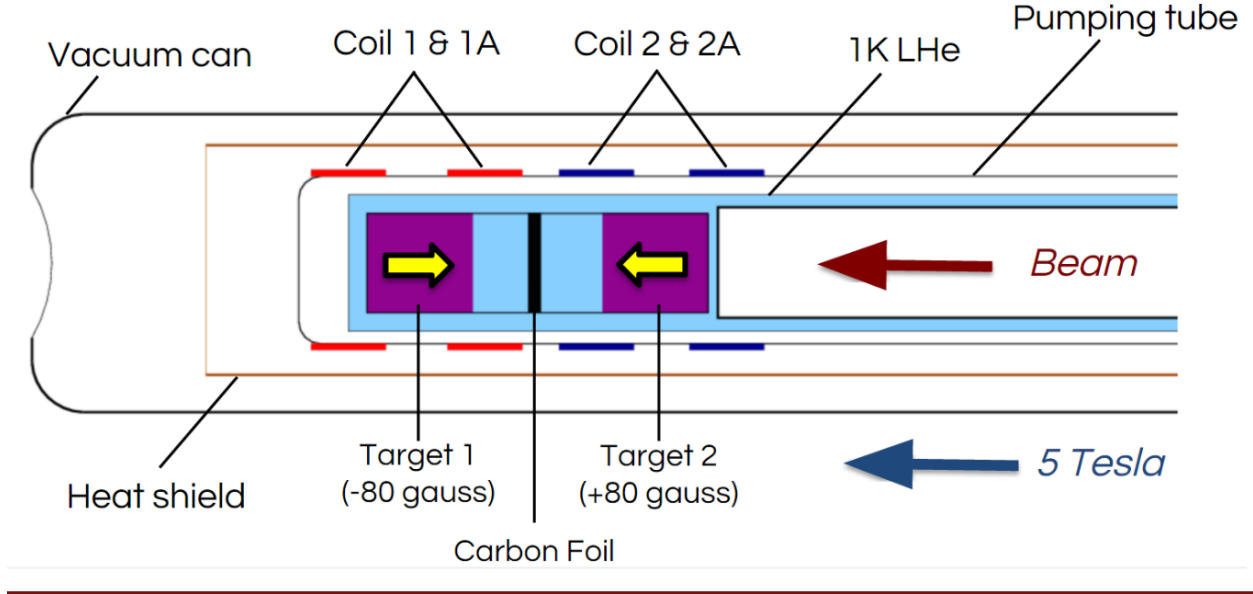 Pumping tube
Coil 1 & 1A
Coil 2 & 2A
1K LHe
Vacuum can
Beam
Target 1
(-80 gauss)
Target 2
(+80 gauss)
5 Tesla
Heat shield
Carbon Foil